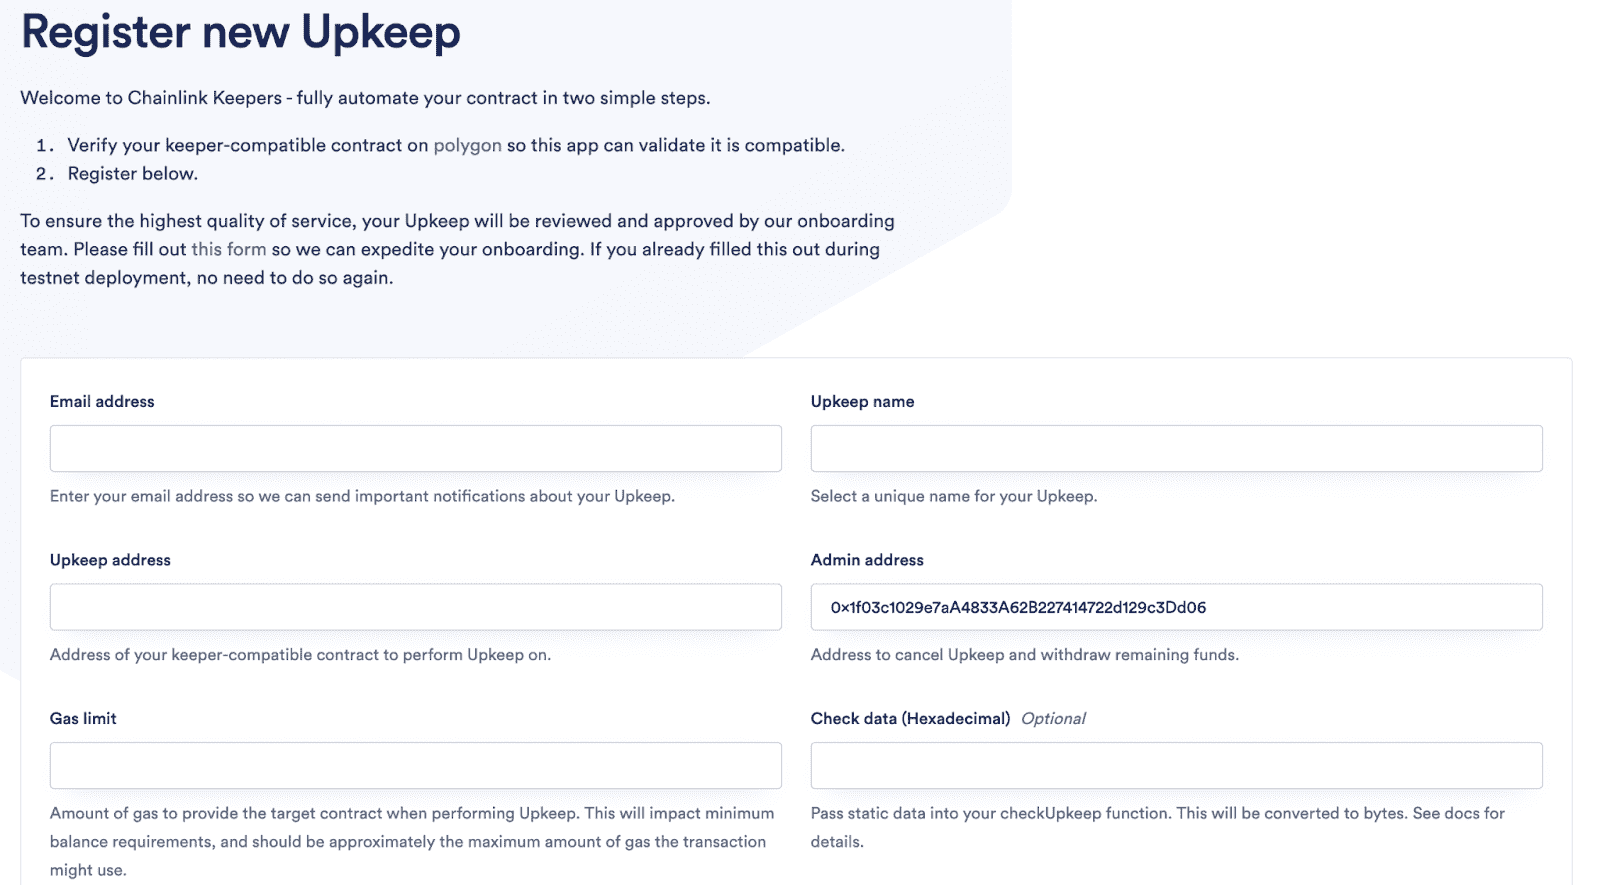 Register new Upkeep
Welcome to Chainlink Keepers - fully automate your contract in two simple steps.
1. Verify your keeper-compatible contract on polygon so this app can validate it is compatible.
2. Register below.
To ensure the highest quality of service, your Upkeep will be reviewed and approved by our onboarding
team. Please fill out this form so we can expedite your onboarding. If you already filled this out during
testnet deployment, no need to do so again.
Email address
Enter your email address so we can send important notifications about your Upkeep.
Upkeep name
Select a unique name for your Upkeep.
Upkeep address
Address of your keeper-compatible contract to perform Upkeep on.
Admin address
0x1f03c1029e7aA4833A62B227414722d129c3Dd06
Address to cancel Upkeep and withdraw remaining funds.
Gas limit
Amount of gas to provide the target contract when performing Upkeep. This will impact minimum
balance requirements, and should be approximately the maximum amount of gas the transaction
might use.
Check data (Hexadecimal) Optional
Pass static data into your checkUpkeep function. This will be converted to bytes. See docs for
details.